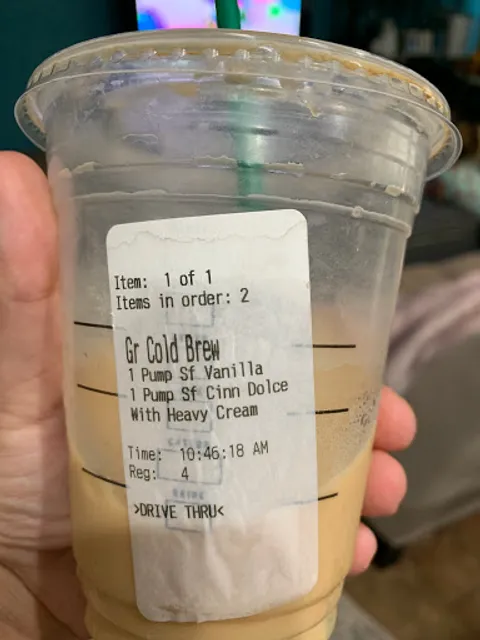 Item: 1 of 1
Items in order: 2
Gr Cold Brew
1 Pump Sf Vanilla
1 Pump Sf Cinn Dolce
With Heavy Cream
Time: 10:46:18 AM
Reg: 4
>DRIVE THRU<